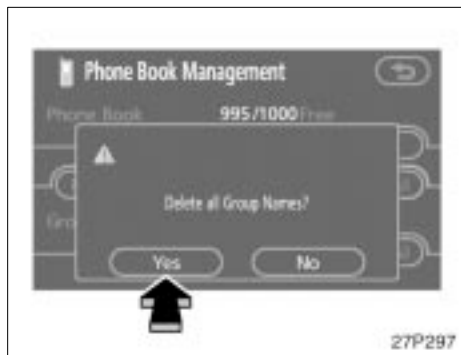 Phone Book Management
Phone Book 995/1000 Free
Delete all Group Names?
Yes No
27P297